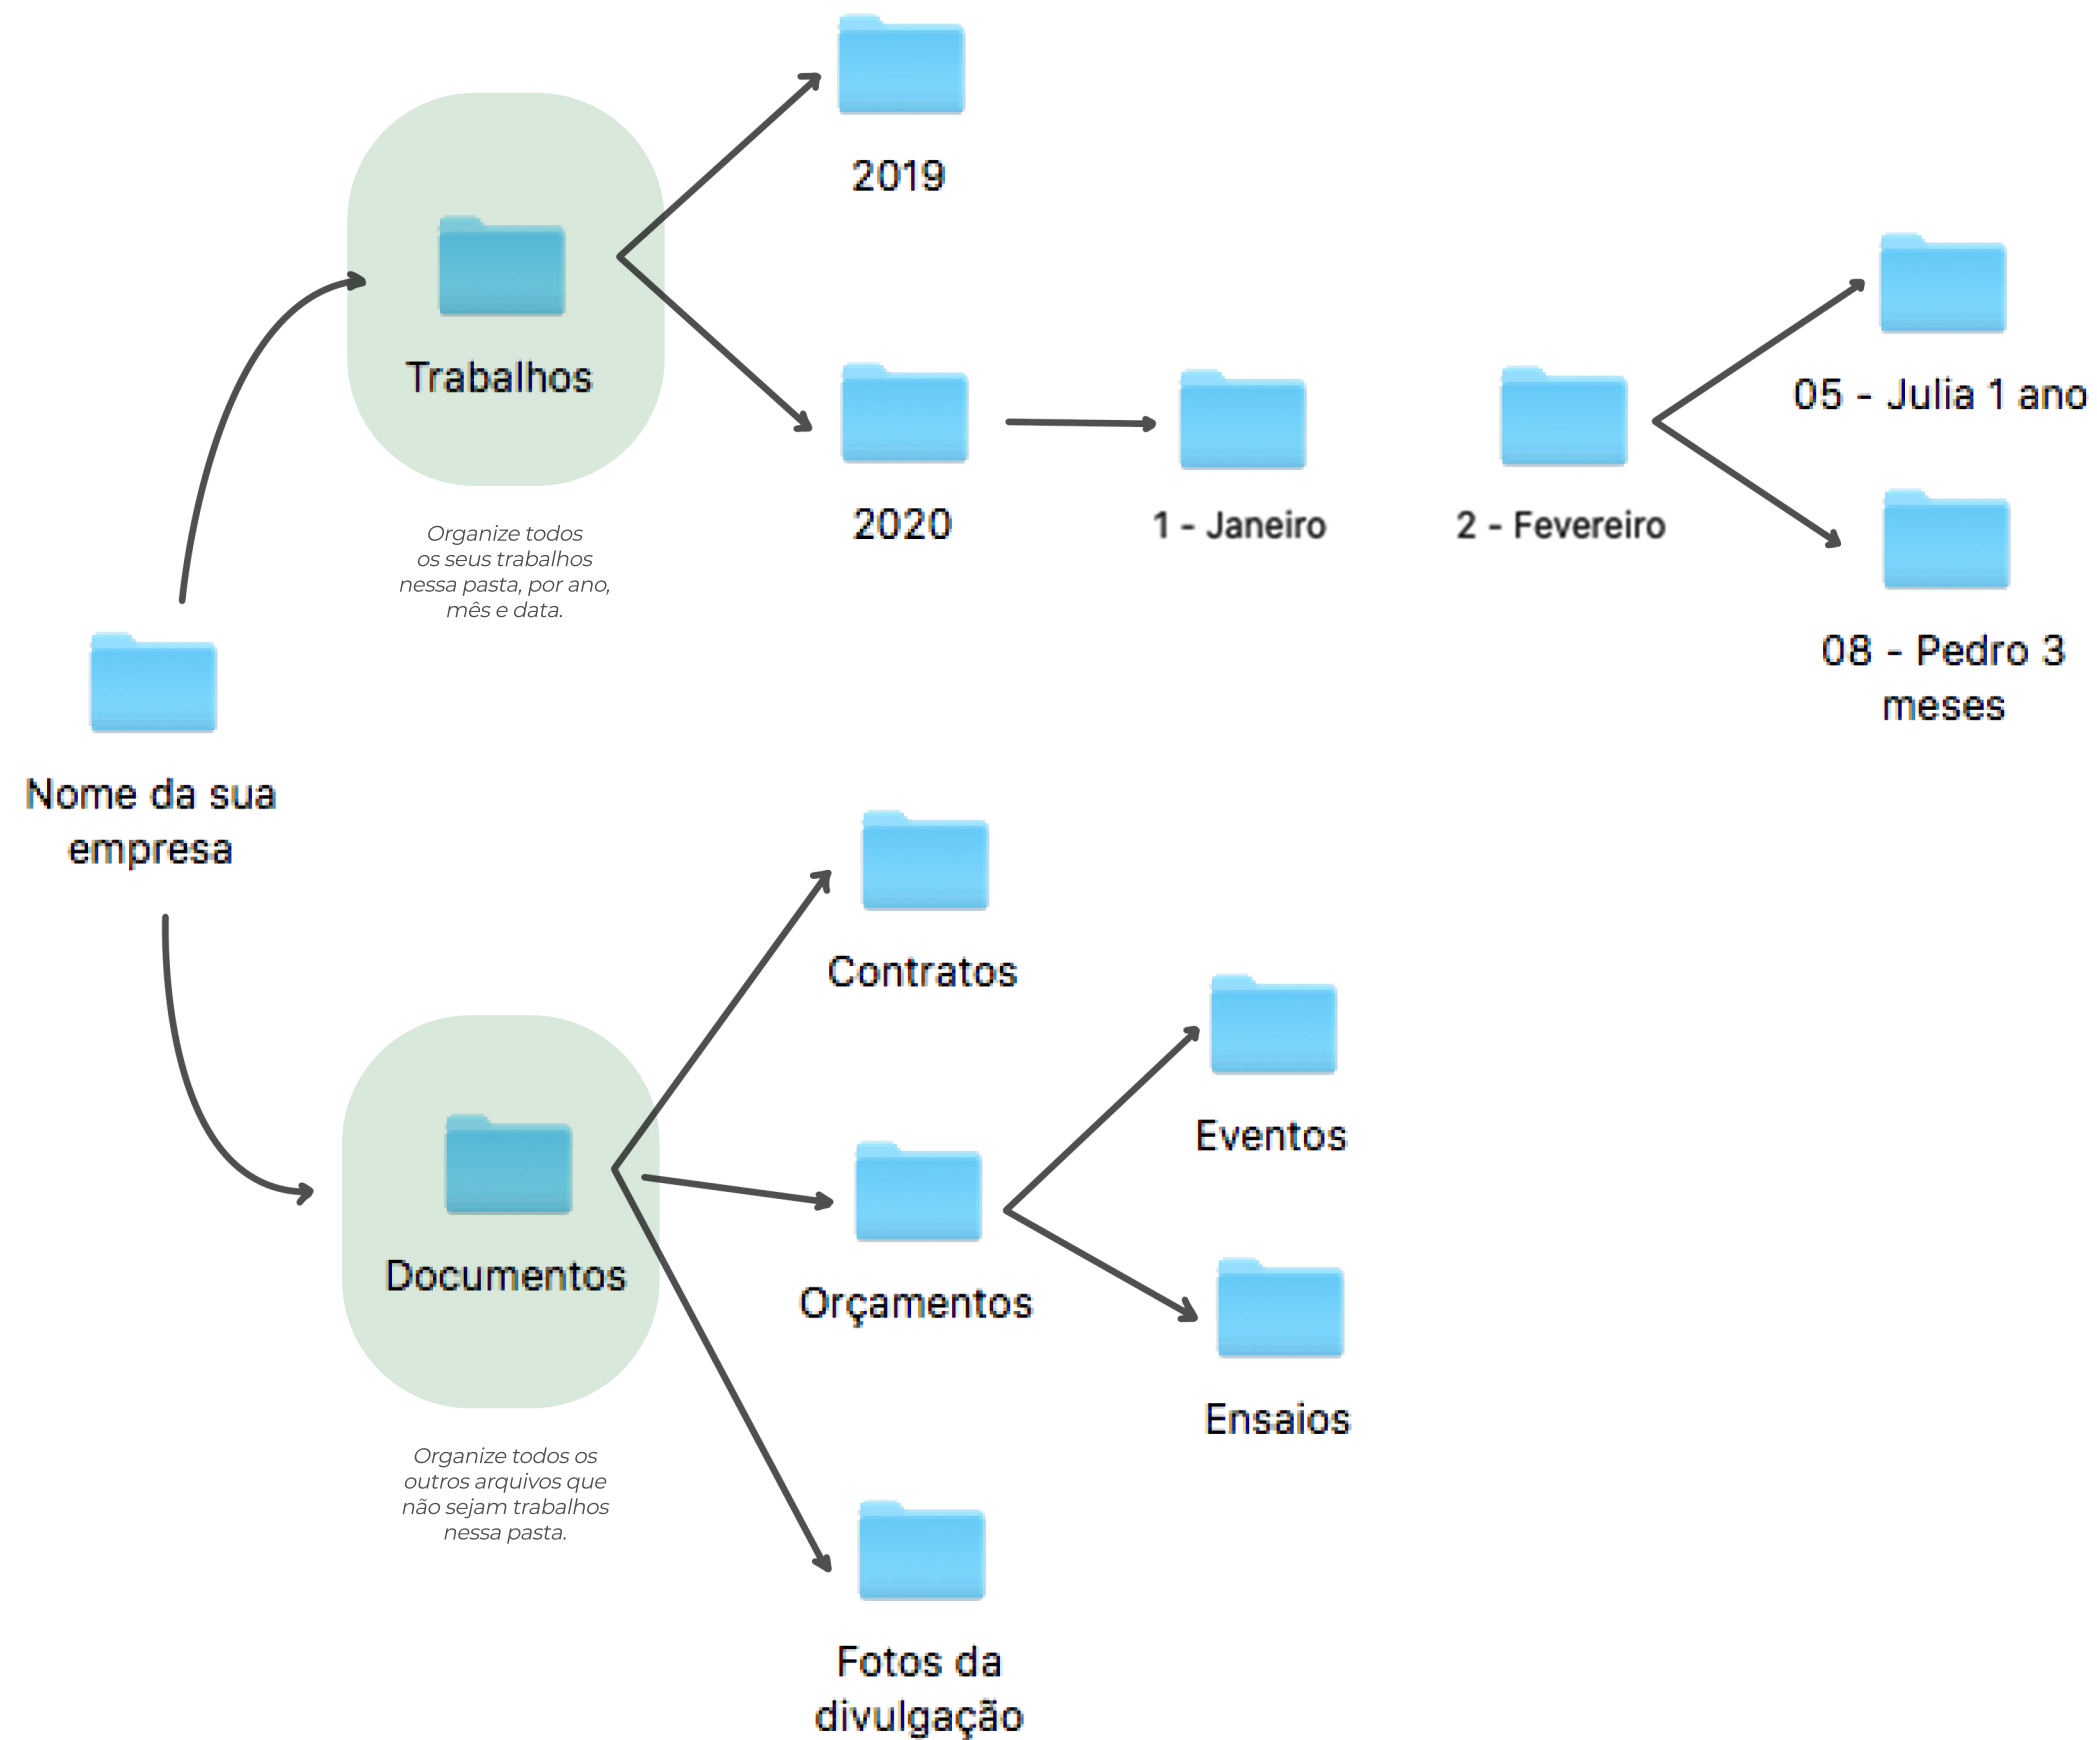 2019
Trabalhos
Organize todos
os seus trabalhos
nessa pasta, por ano,
mês e data.
2020
1 - Janeiro
2 - Fevereiro
05 - Julia 1 ano
08 - Pedro 3
meses
Nome da sua
empresa
Documentos
Organize todos os
outros arquivos que
não sejam trabalhos
nessa pasta.
Contratos
Orçamentos
Eventos
Ensaios
Fotos da
divulgação